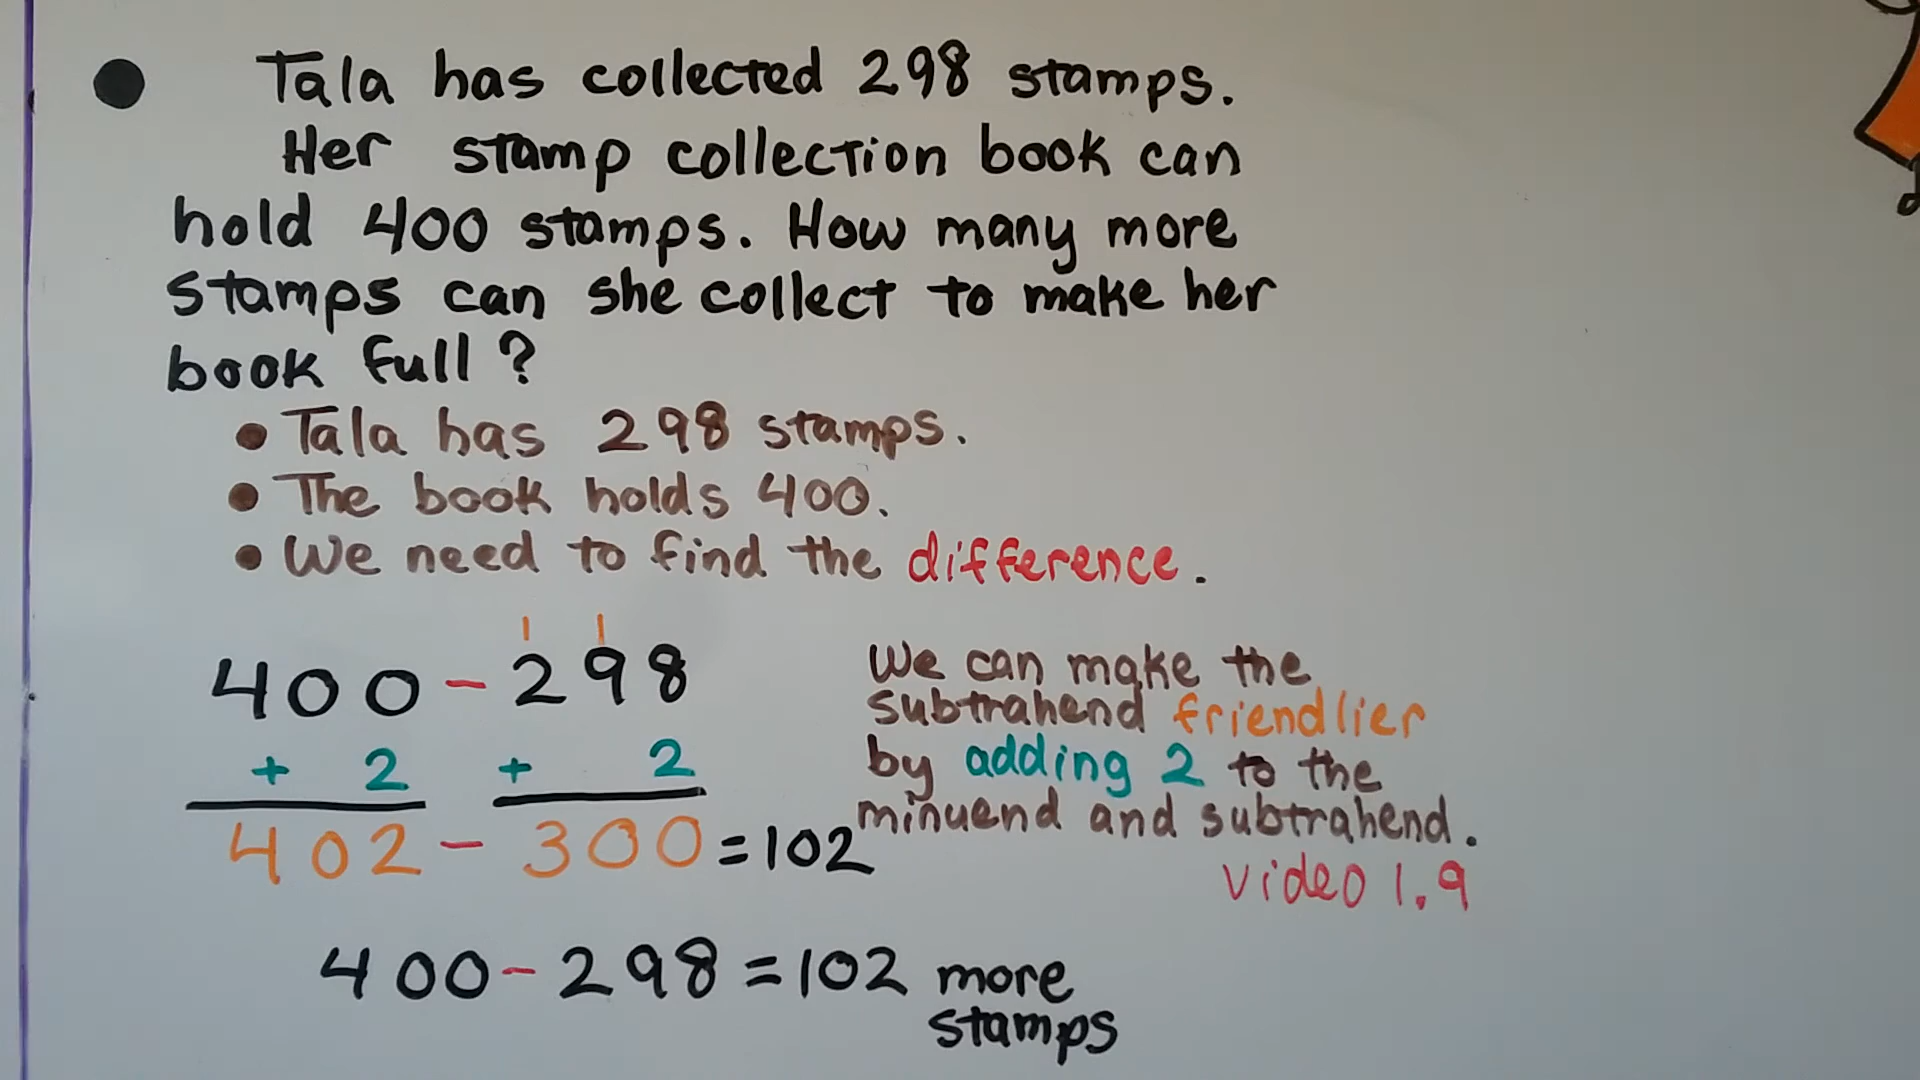 Tala has collected 298 stamps.
Her stamp collection book can
hold 400 stamps. How many more
stamps can she collect to make her
book full?
• Tala has 298 stamps.
• The book holds 400.
• We need to find the difference.
1 1
400 - 298
+ 2 + 2
402 - 300 = 102
We can make the
subtrahend friendlier
by adding 2 to the
minuend and subtrahend.
video 1.9
400 - 298 = 102 more
stamps